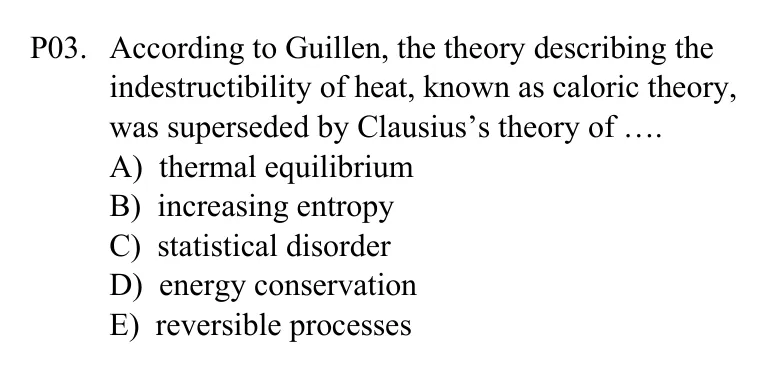 P03. According to Guillen, the theory describing the
indestructibility of heat, known as caloric theory,
was superseded by Clausius’s theory of ….
A) thermal equilibrium
B) increasing entropy
C) statistical disorder
D) energy conservation
E) reversible processes